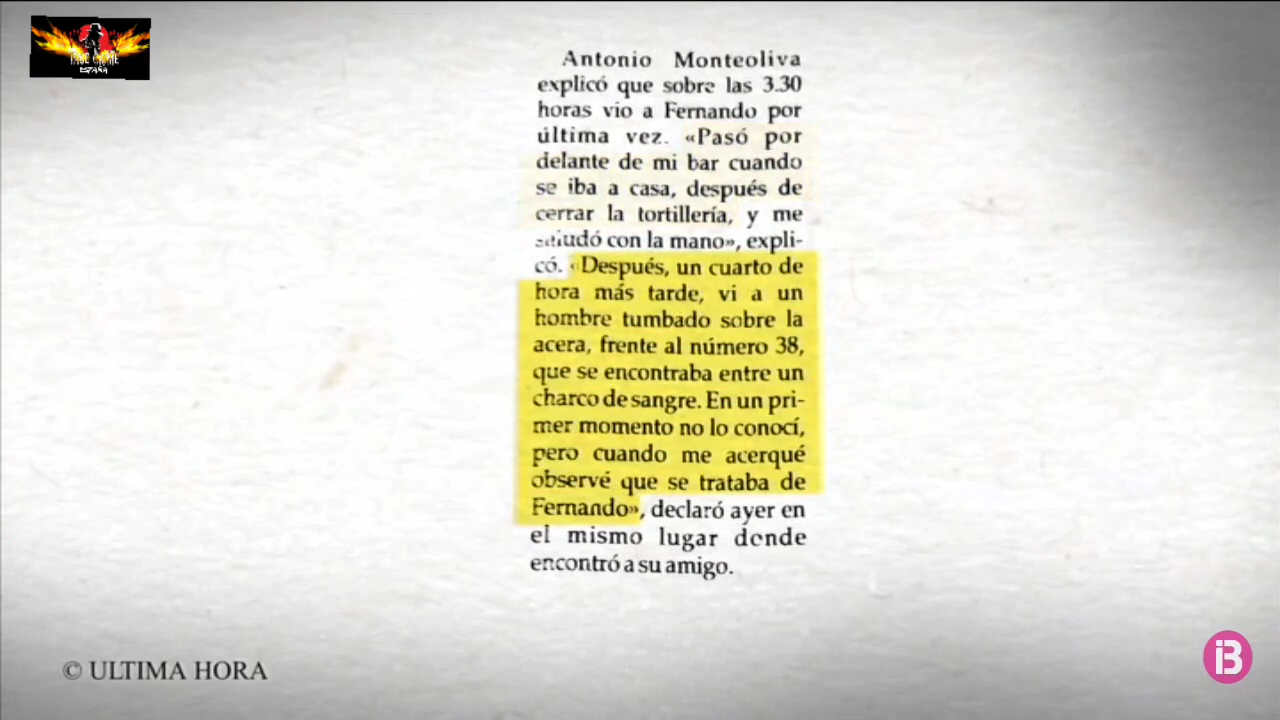 TRUE CRIME
ESPAÑA
Antonio Monteoliva
explicó que sobre las 3.30
horas vio a Fernando por
última vez. «Pasó por
delante de mi bar cuando
se iba a casa, después de
cerrar la tortillería, y me
saludó con la mano», expli-
có. «Después, un cuarto de
hora más tarde, vi a un
hombre tumbado sobre la
acera, frente al número 38,
que se encontraba entre un
charco de sangre. En un pri-
mer momento no lo conocí,
pero cuando me acerqué
observé que se trataba de
Fernando», declaró ayer en
el mismo lugar donde
encontró a su amigo.
© ULTIMA HORA
IB